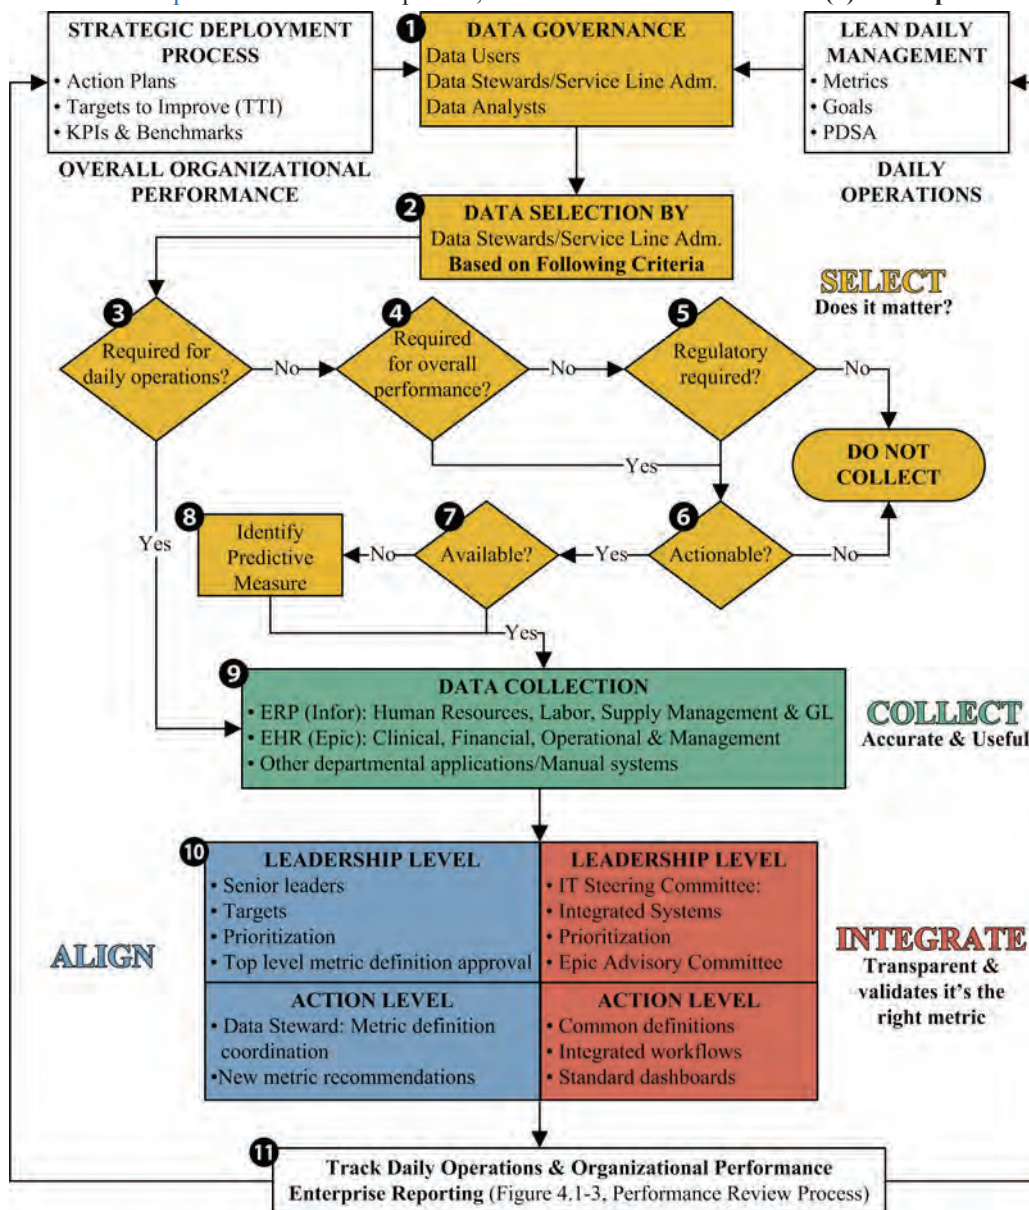 STRATEGIC DEPLOYMENT
PROCESS
• Action Plans
• Targets to Improve (TTI)
• KPIs & Benchmarks
OVERALL ORGANIZATIONAL
PERFORMANCE
1
DATA GOVERNANCE
Data Users
Data Stewards/Service Line Adm.
Data Analysts
LEAN DAILY
MANAGEMENT
• Metrics
• Goals
• PDSA
DAILY
OPERATIONS
2
DATA SELECTION BY
Data Stewards/Service Line Adm.
Based on Following Criteria
SELECT
Does it matter?
3
Required for
daily operations?
No
4
Required
for overall
performance?
No
5
Regulatory
required?
No
DO NOT
COLLECT
Yes
Yes
8
Identify
Predictive
Measure
No
7
Available?
Yes
6
Actionable?
No
Yes
9
DATA COLLECTION
• ERP (Infor): Human Resources, Labor, Supply Management & GL
• EHR (Epic): Clinical, Financial, Operational & Management
• Other departmental applications/Manual systems
COLLECT
Accurate & Useful
10
LEADERSHIP LEVEL
• Senior leaders
• Targets
• Prioritization
• Top level metric definition approval
LEADERSHIP LEVEL
• IT Steering Committee:
• Integrated Systems
• Prioritization
• Epic Advisory Committee
ALIGN
INTEGRATE
Transparent &
validates it's the
right metric
ACTION LEVEL
• Data Steward: Metric definition
coordination
•New metric recommendations
ACTION LEVEL
• Common definitions
• Integrated workflows
• Standard dashboards
11
Track Daily Operations & Organizational Performance
Enterprise Reporting (Figure 4.1-3, Performance Review Process)